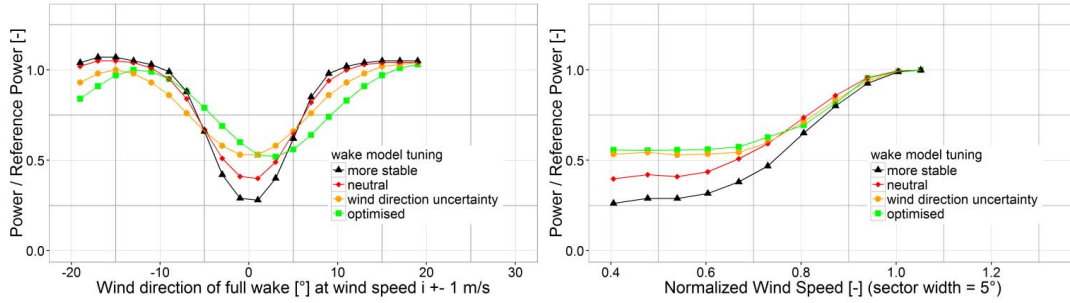 Power / Reference Power [-]
1.0
0.5
0.0
wake model tuning
more stable
neutral
wind direction uncertainty
optimised
-20 -10 0 10 20 30
Wind direction of full wake [°] at wind speed i +- 1 m/s
Power / Reference Power [-]
1.0
0.5
0.0
wake model tuning
more stable
neutral
wind direction uncertainty
optimised
0.4 0.6 0.8 1.0 1.2
Normalized Wind Speed [-] (sector width = 5°)